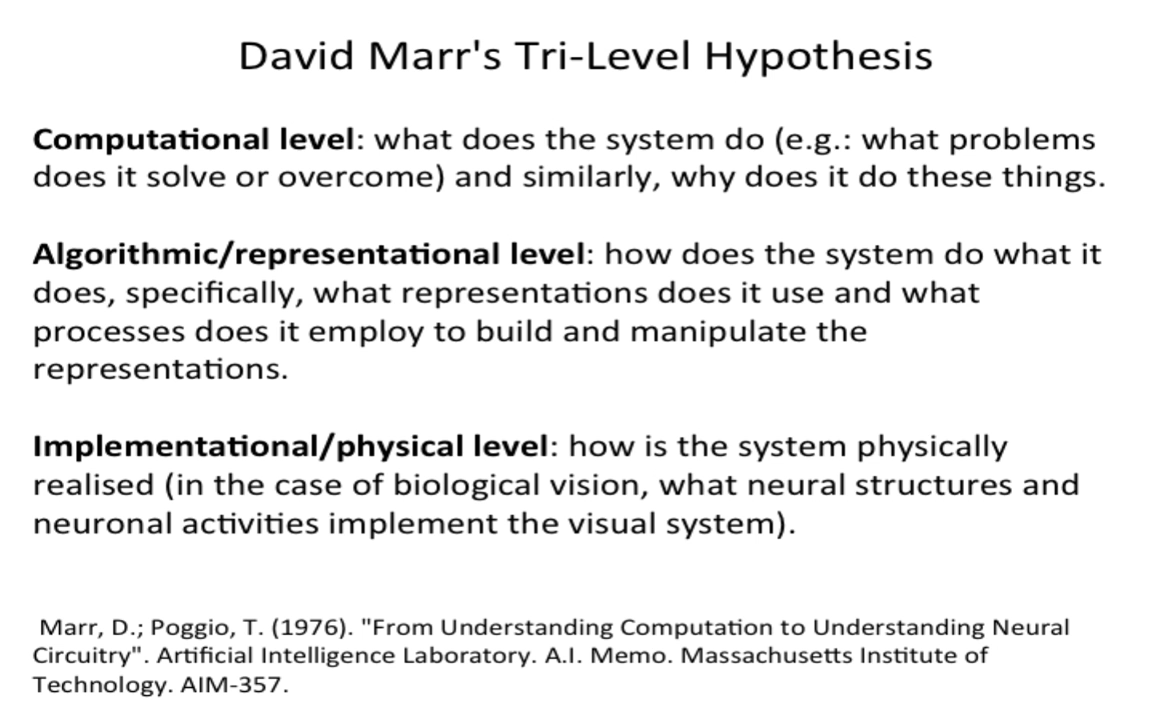 David Marr's Tri-Level Hypothesis
Computational level: what does the system do (e.g.: what problems
does it solve or overcome) and similarly, why does it do these things.
Algorithmic/representational level: how does the system do what it
does, specifically, what representations does it use and what
processes does it employ to build and manipulate the
representations.
Implementational/physical level: how is the system physically
realised (in the case of biological vision, what neural structures and
neuronal activities implement the visual system).
Marr, D.; Poggio, T. (1976). "From Understanding Computation to Understanding Neural
Circuitry". Artificial Intelligence Laboratory. A.I. Memo. Massachusetts Institute of
Technology. AIM-357.